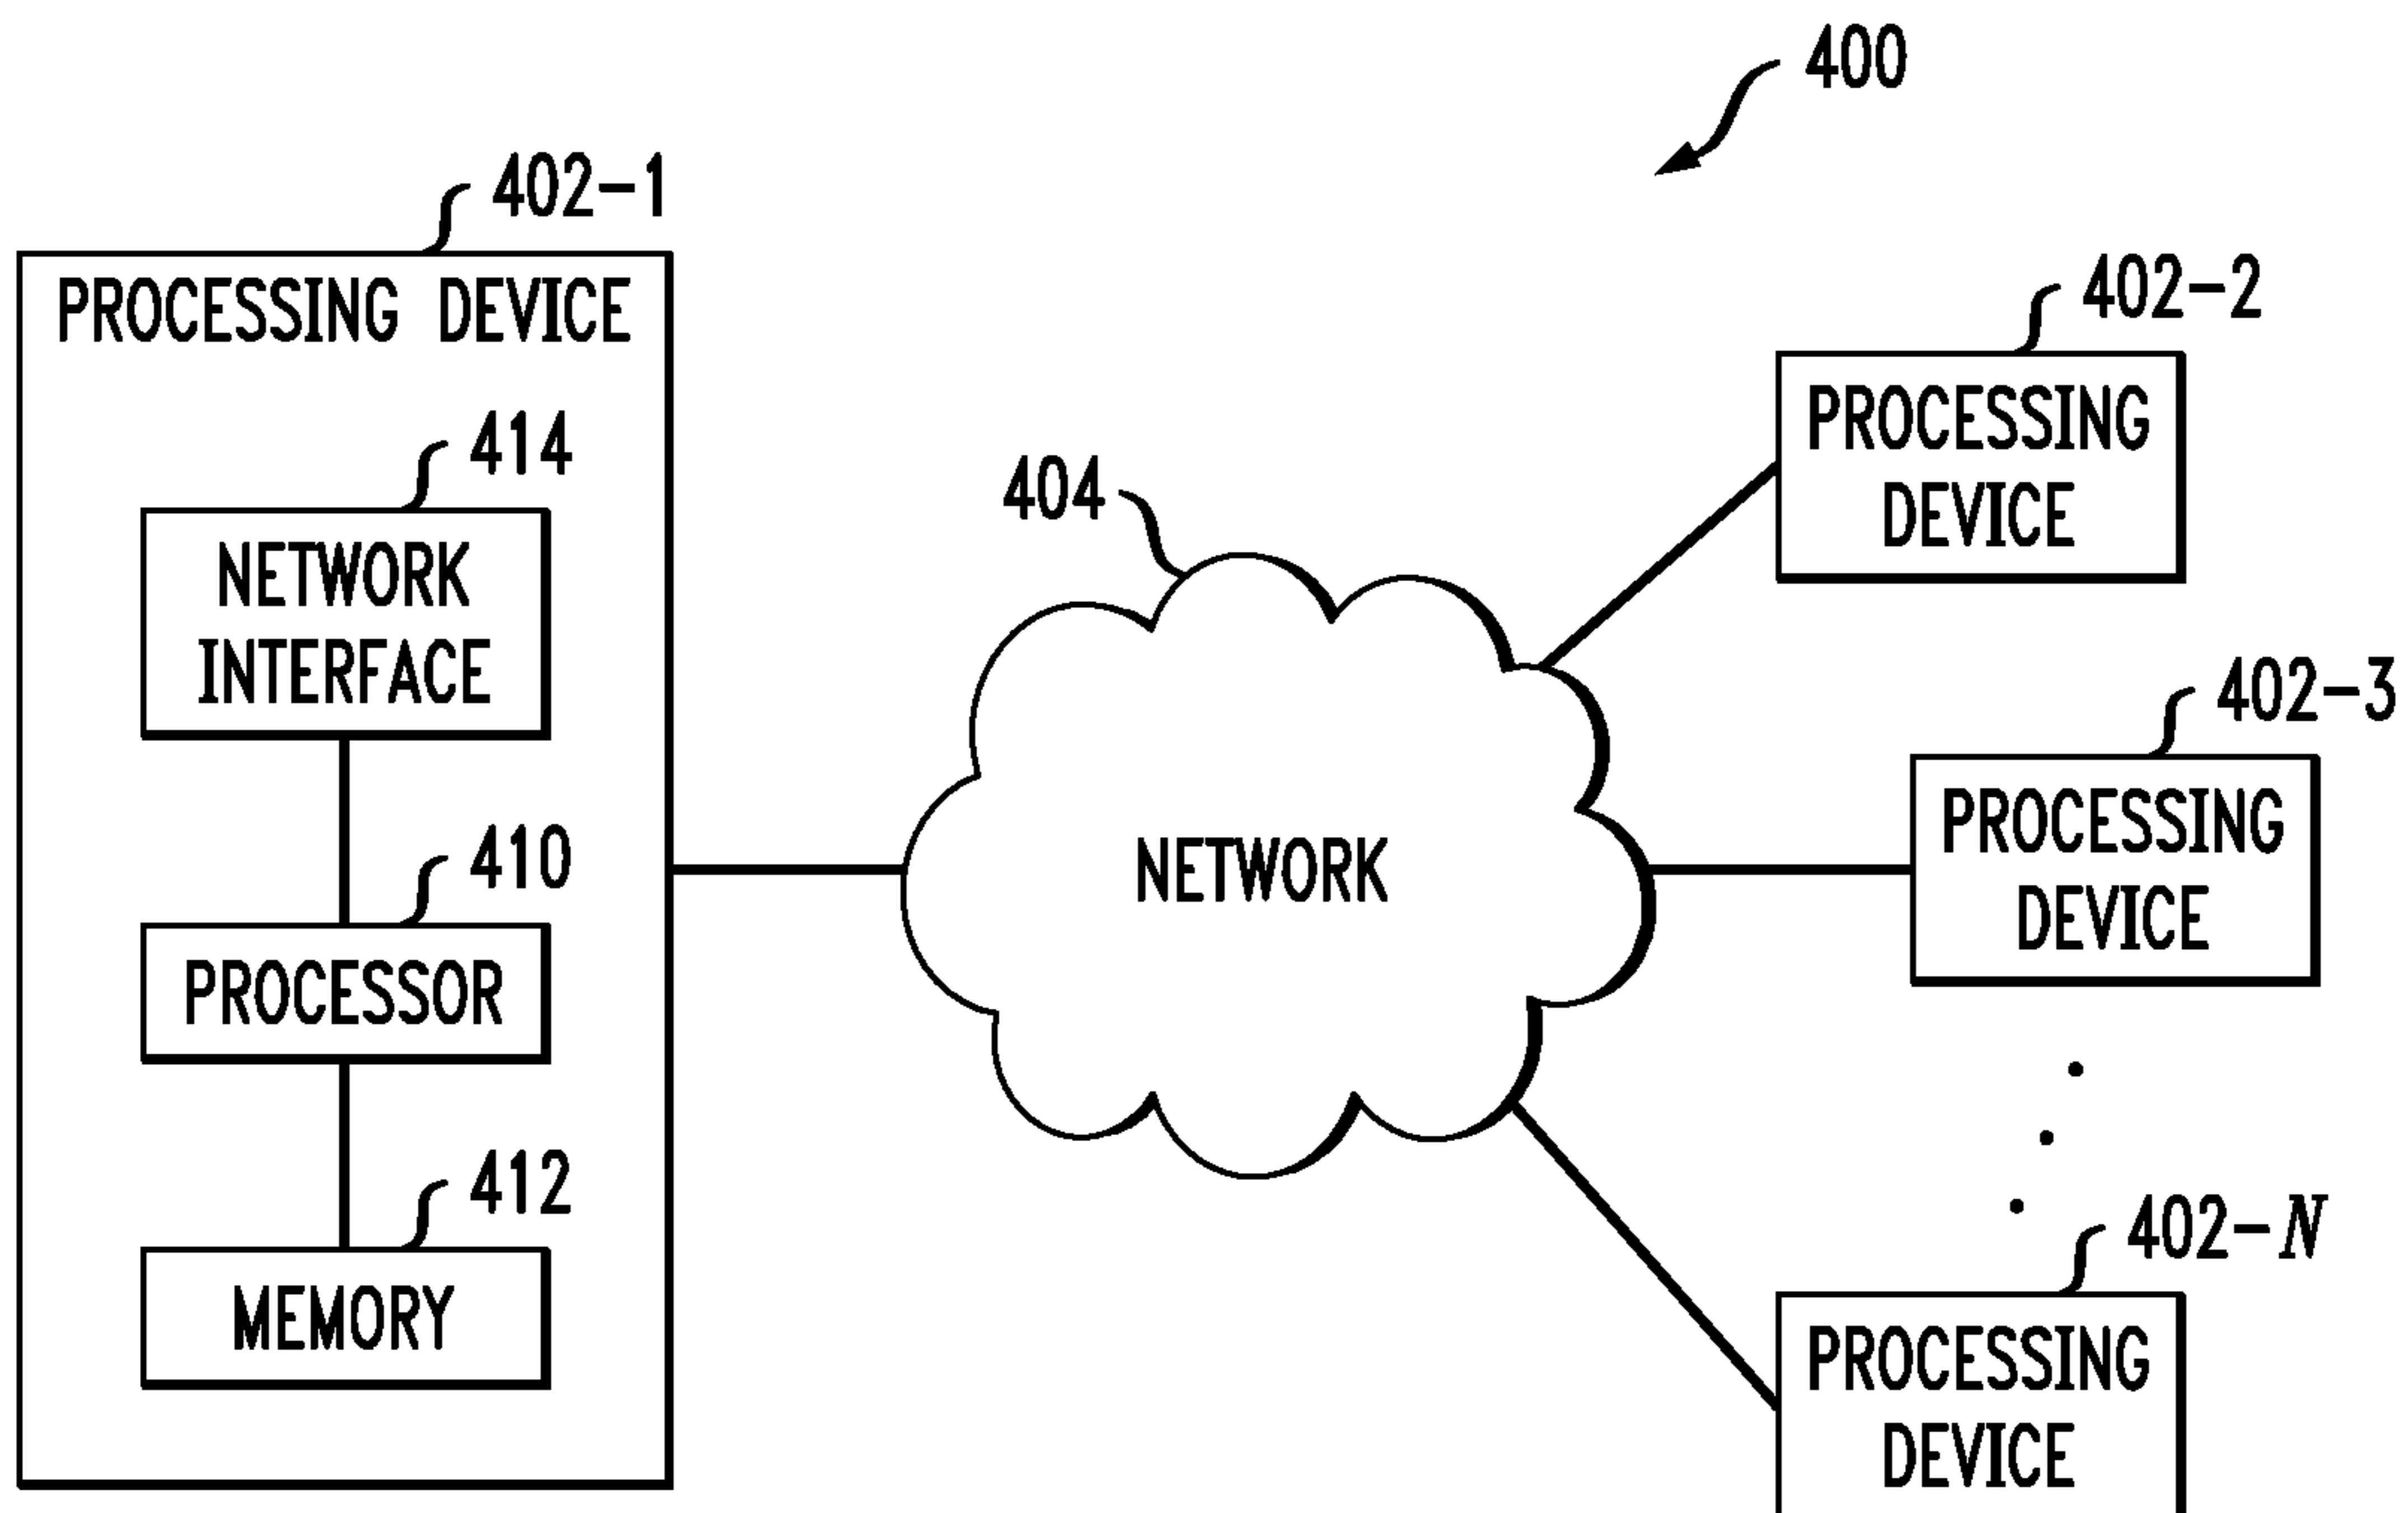 400
402-1
PROCESSING DEVICE
414
NETWORK
INTERFACE
410
PROCESSOR
412
MEMORY
404
NETWORK
402-2
PROCESSING
DEVICE
402-3
PROCESSING
DEVICE
402-N
PROCESSING
DEVICE